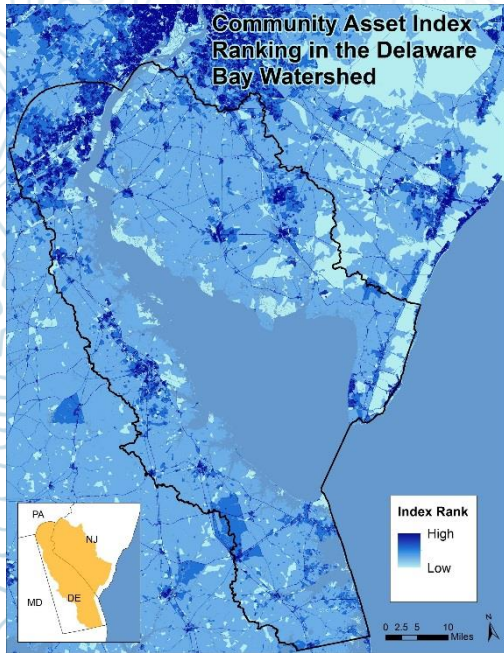 Community Asset Index
Ranking in the Delaware
Bay Watershed
PA
NJ
MD
DE
Index Rank
High
Low
N
0 2.5 5 10
Miles